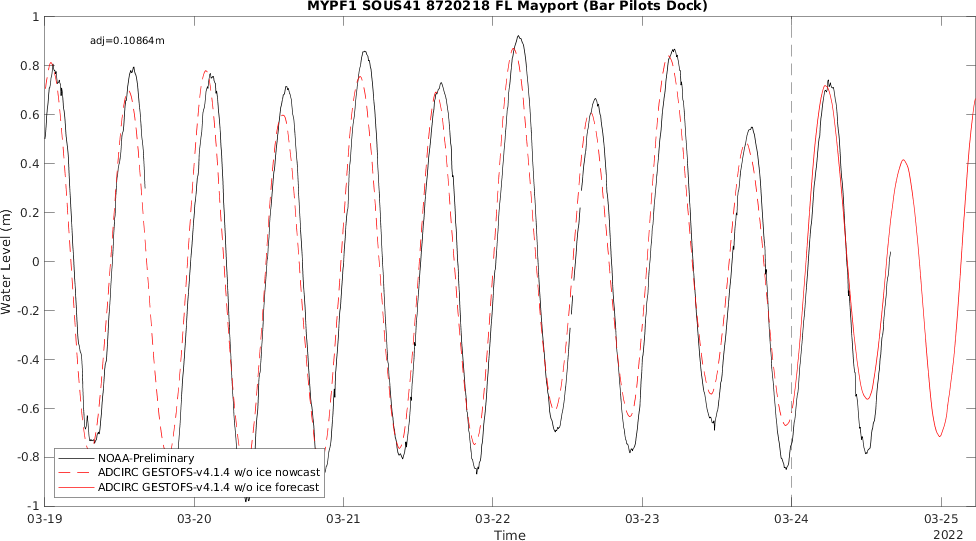 MYPF1 SOUS41 8720218 FL Mayport (Bar Pilots Dock)
adj=0.10864m
Water Level (m)
1
0.8
0.6
0.4
0.2
0
-0.2
-0.4
-0.6
-0.8
-1
NOAA-Preliminary
ADCIRC GESTOFS-v4.1.4 w/o ice nowcast
ADCIRC GESTOFS-v4.1.4 w/o ice forecast
03-19 03-20 03-21 03-22 03-23 03-24 03-25
Time
2022